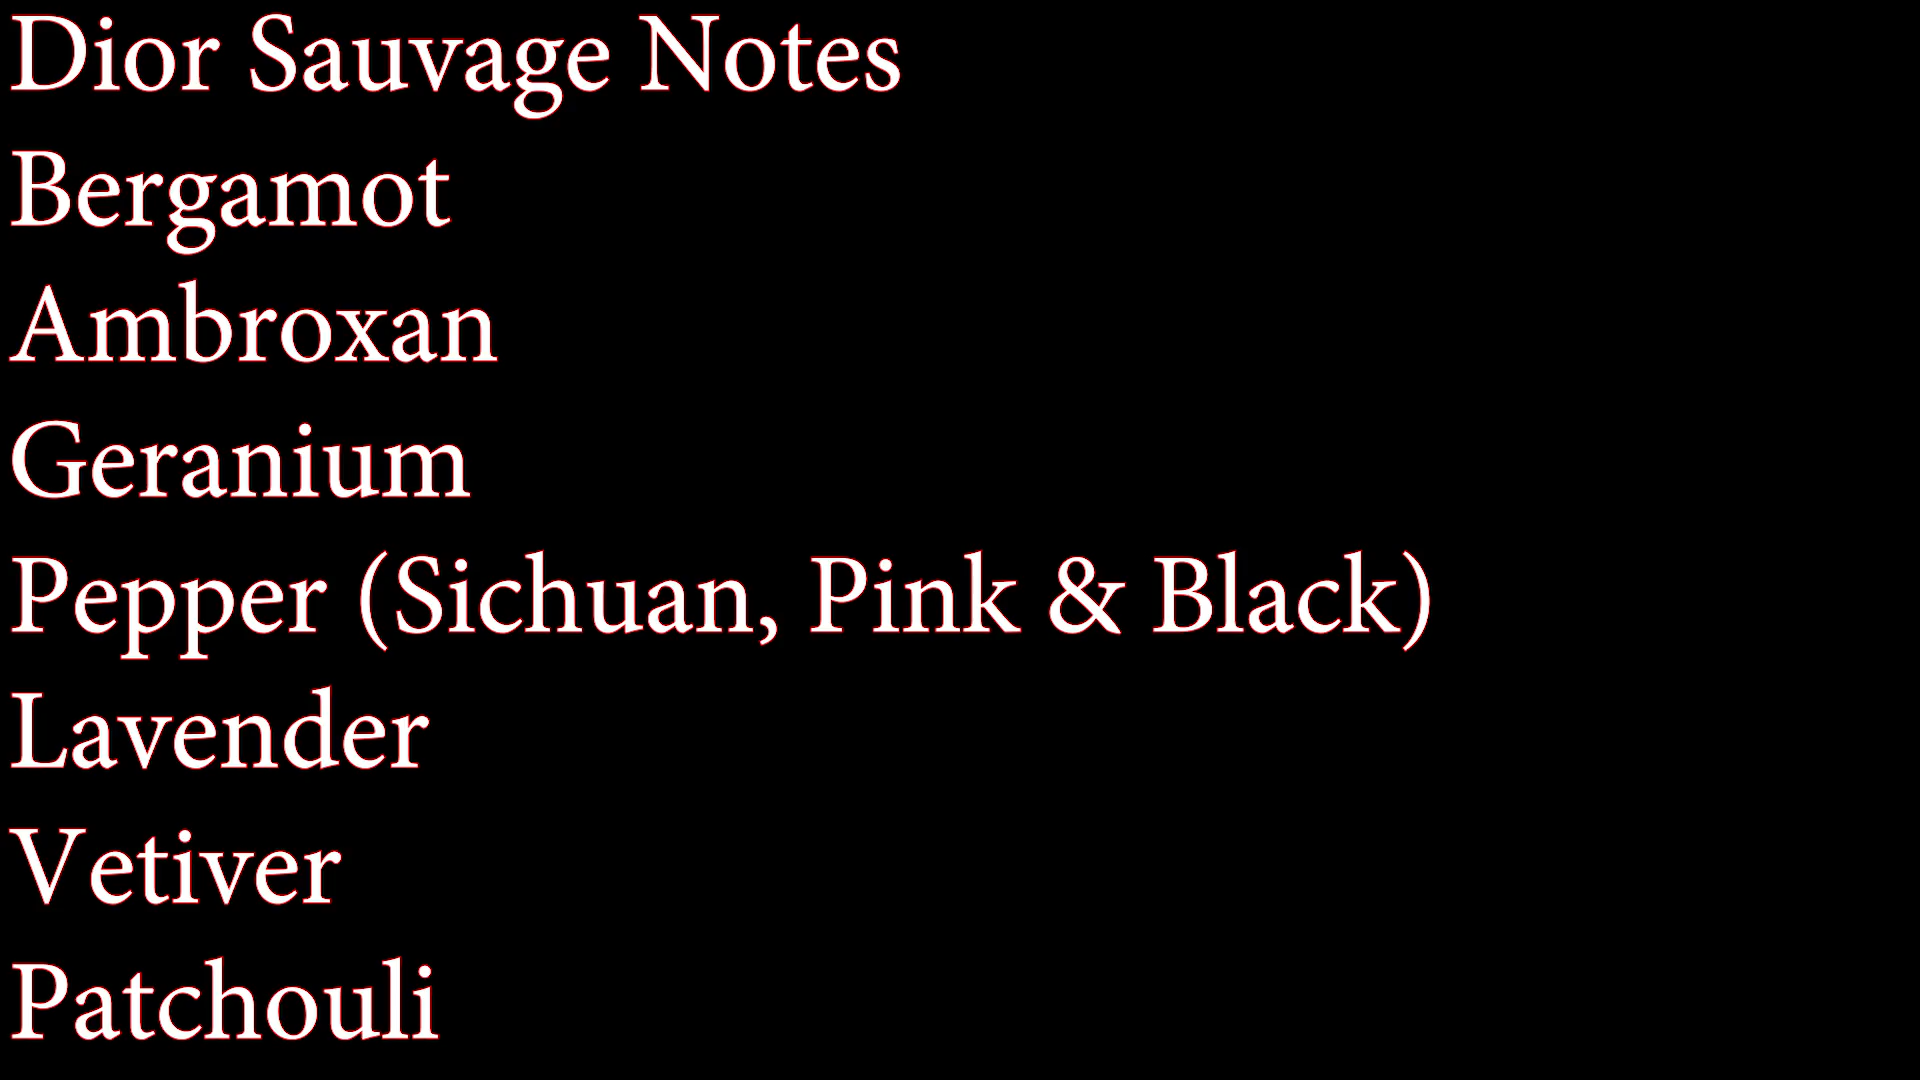 Dior Sauvage Notes
Bergamot
Ambroxan
Geranium
Pepper (Sichuan, Pink & Black)
Lavender
Vetiver
Patchouli